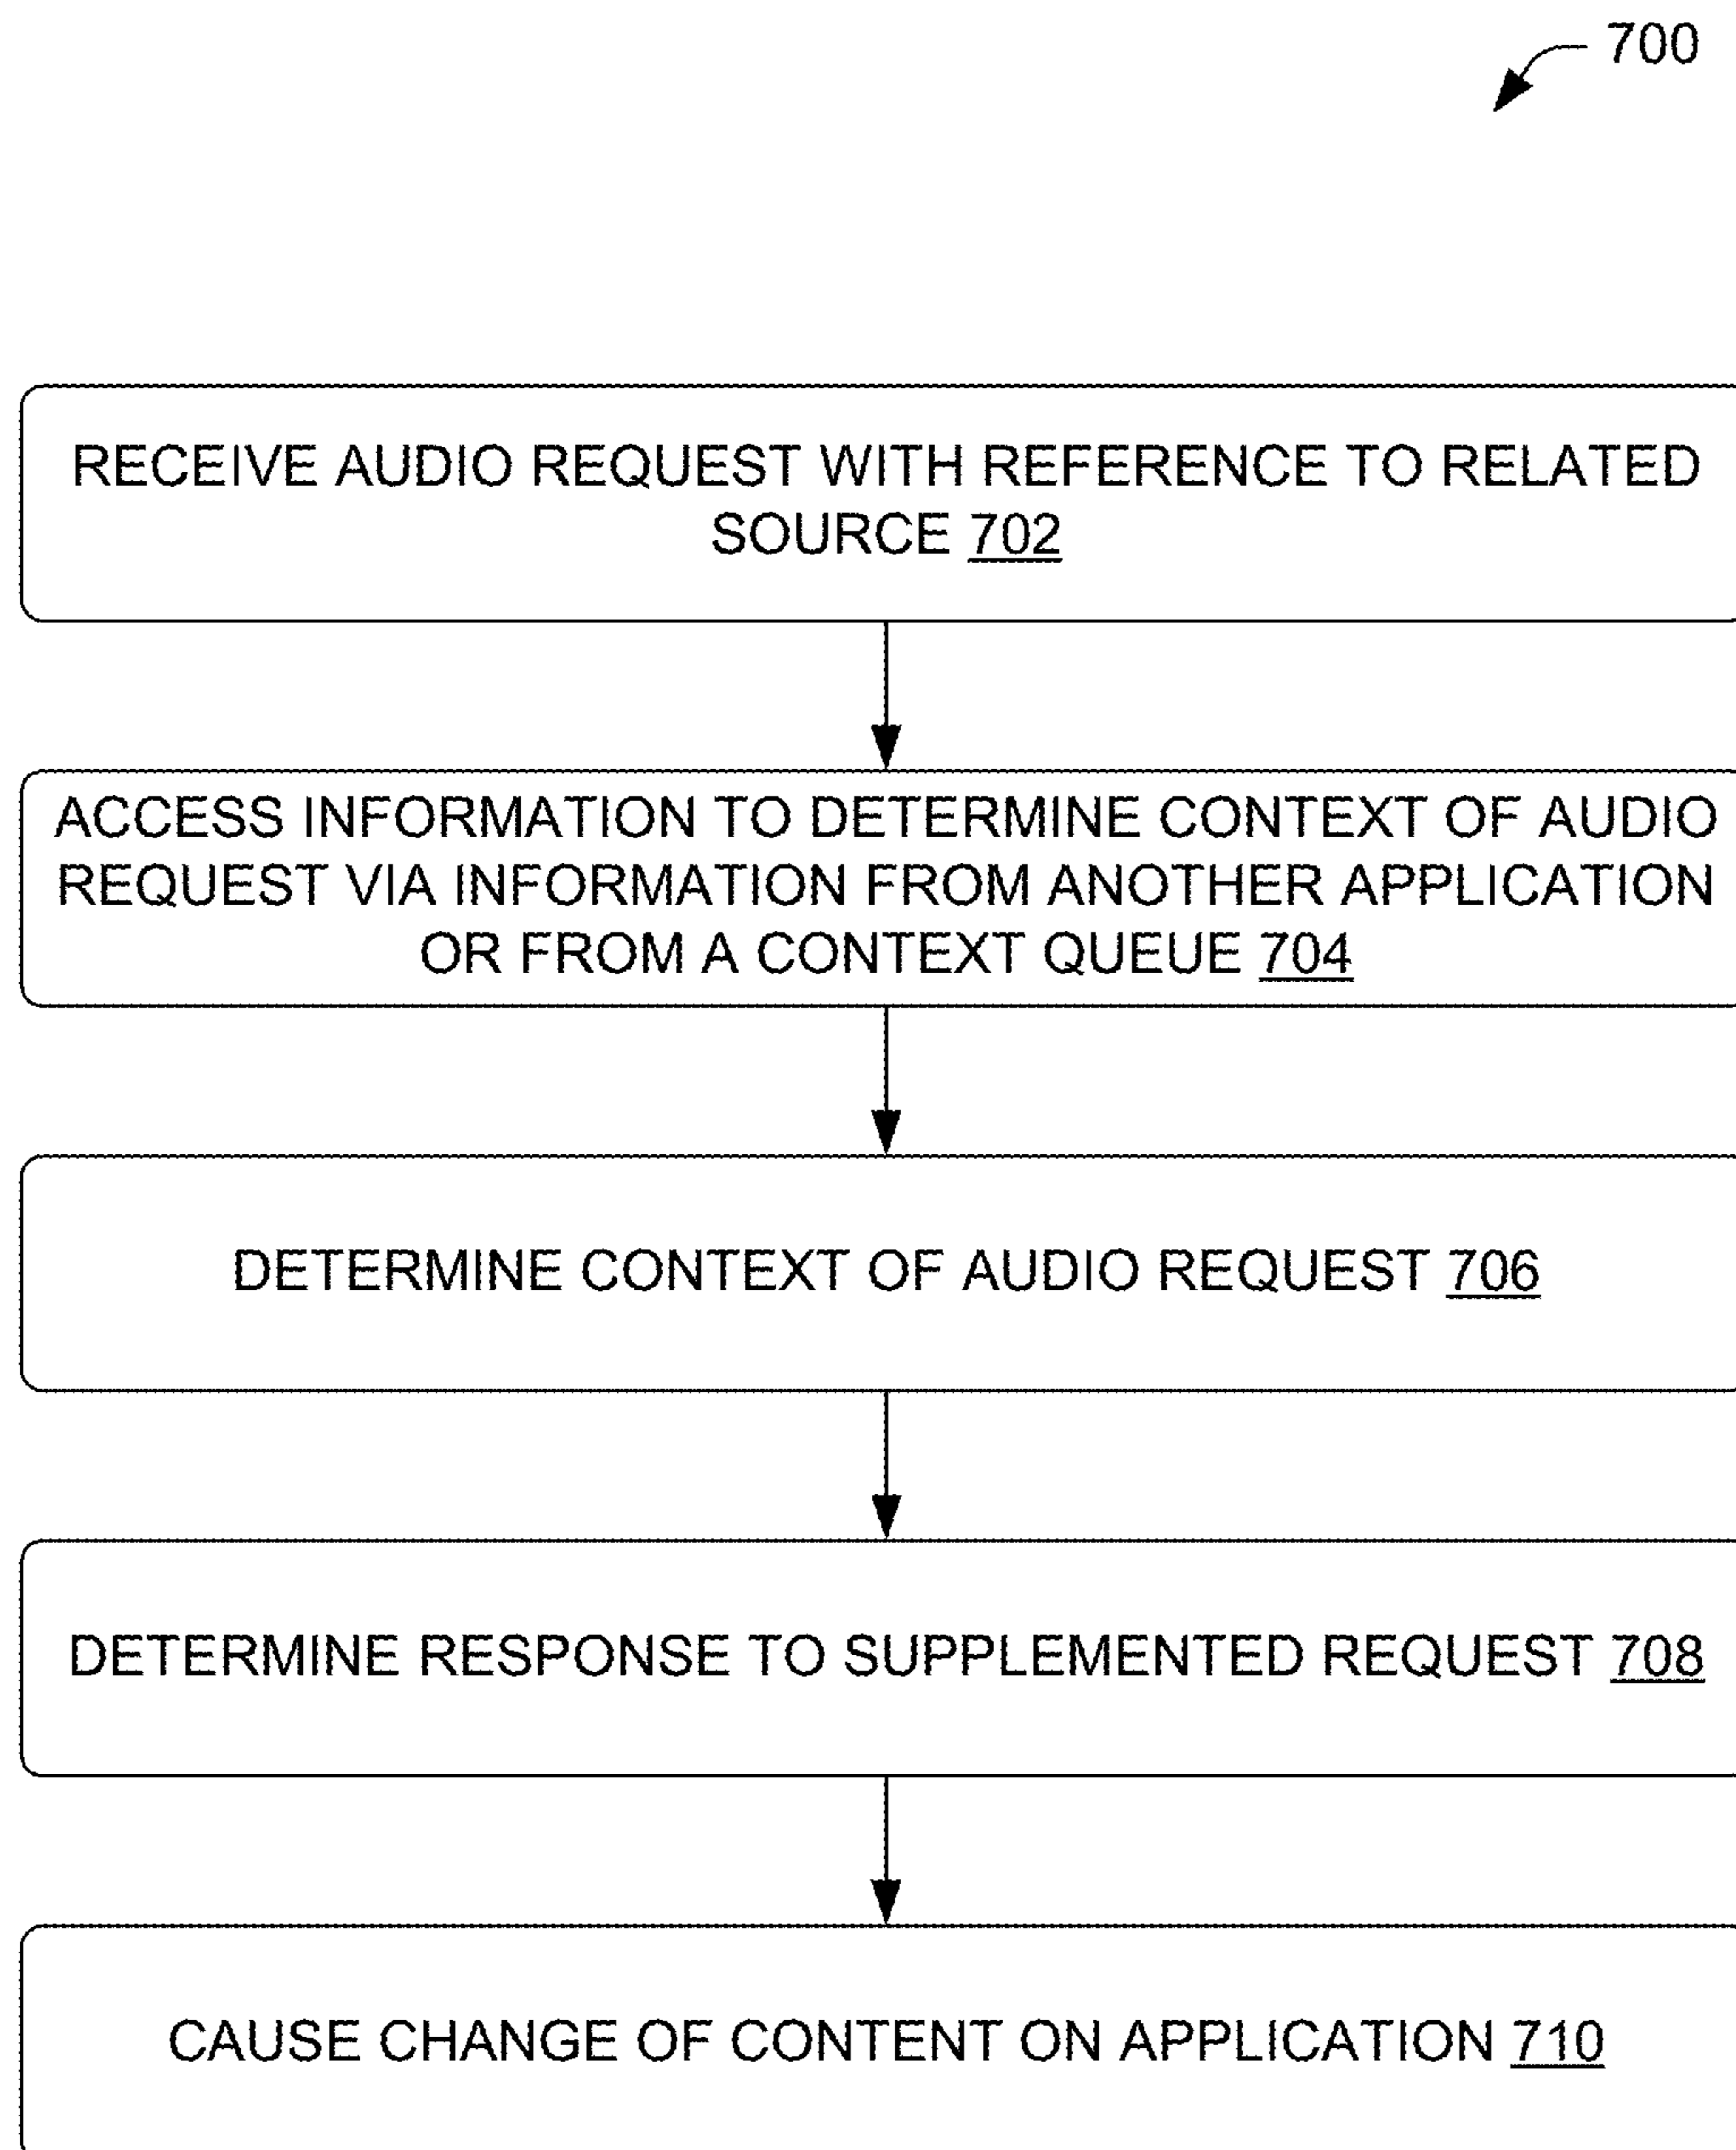 700
RECEIVE AUDIO REQUEST WITH REFERENCE TO RELATED
SOURCE 702
ACCESS INFORMATION TO DETERMINE CONTEXT OF AUDIO
REQUEST VIA INFORMATION FROM ANOTHER APPLICATION
OR FROM A CONTEXT QUEUE 704
DETERMINE CONTEXT OF AUDIO REQUEST 706
DETERMINE RESPONSE TO SUPPLEMENTED REQUEST 708
CAUSE CHANGE OF CONTENT ON APPLICATION 710